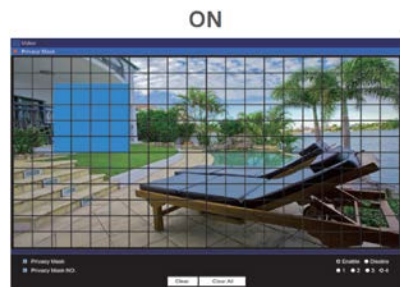 ON
Video
Privacy Mask
Privacy Mask
Enable Disable
Privacy Mask NO.
1 2 3 4
Clear Clear All